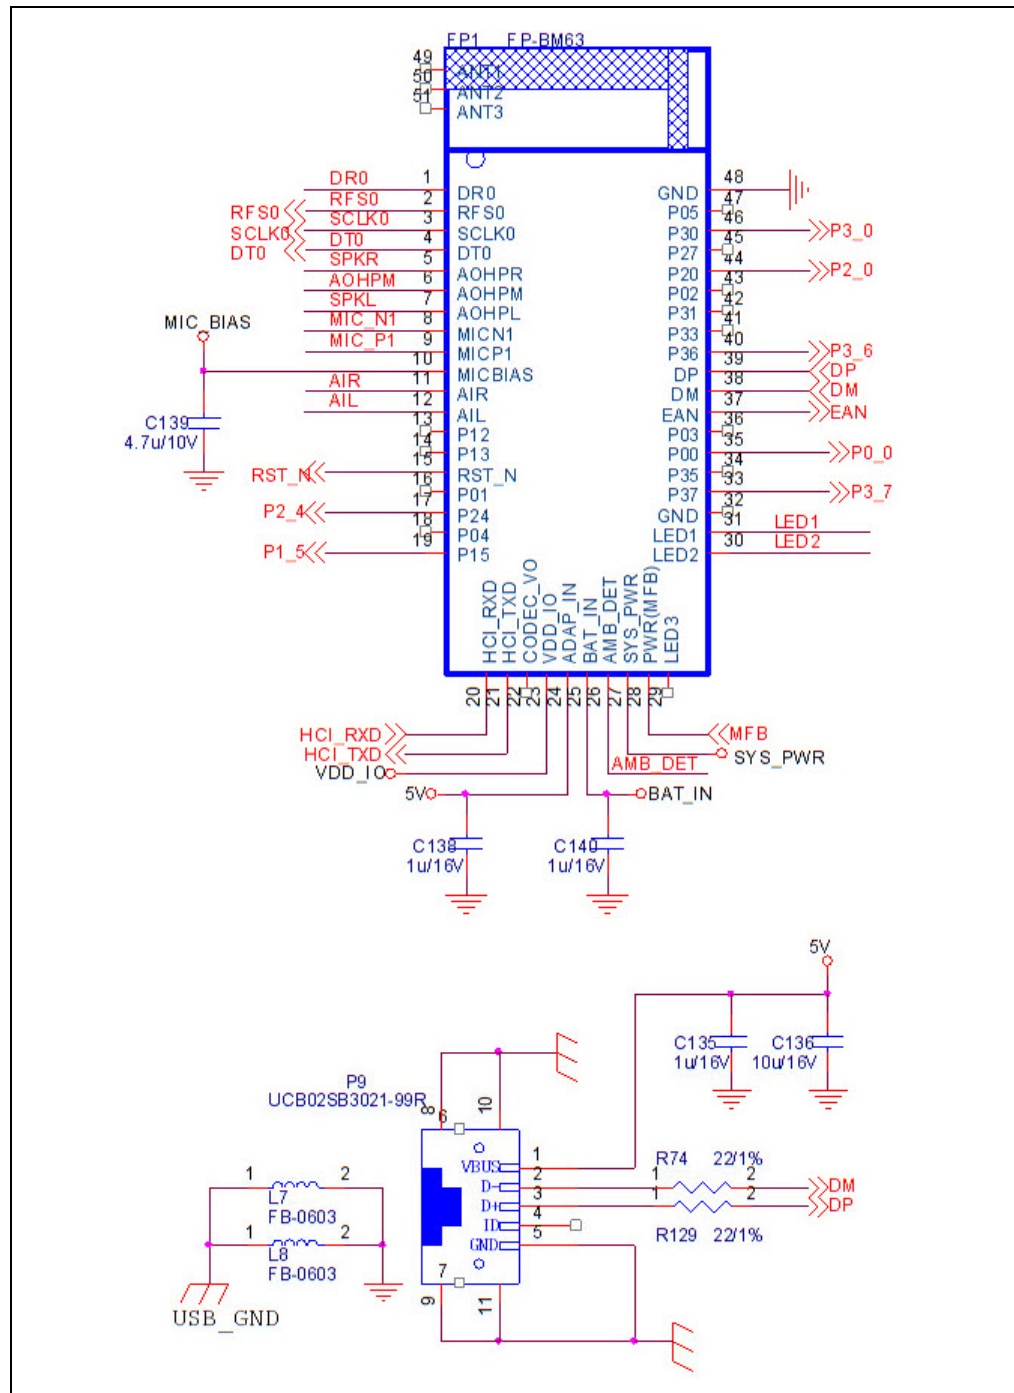 FP1 FP-BM63
49 ANT1
50 ANT2
51 ANT3
DR0 1 DR0 GND 48
RFS0 RFS0 2 RFS0 P05 47
SCLK0 SCLK0 3 SCLK0 P30 46 P3_0
DT0 DT0 4 DT0 P27 45
SPKR 5 AOHPR P20 44 P2_0
AOHPM 6 AOHPM P02 43
SPKL 7 AOHPL P31 42
MIC_N1 8 MICN1 P33 41
MIC_P1 9 MICP1 P36 40 P3_6
MIC_BIAS 10 MICBIAS DP 39 DP
AIR 11 AIR DM 38 DM
AIL 12 AIL EAN 37 EAN
13 P12 P03 36
14 P13 P00 35 P0_0
RST_N 15 RST_N P35 34
16 P01 P37 33 P3_7
P2_4 17 P24 GND 32
18 P04 LED1 31 LED1
P1_5 19 P15 LED2 30 LED2
C139
4.7u/10V
HCI_RXD HCI_TXD CODEC_VO VDD_IO ADAP_IN BAT_IN AMB_DET SYS_PWR PWR(MFB) LED3
20 21 22 23 24 25 26 27 28 29
HCI_RXD MFB
HCI_TXD SYS_PWR
VDD_IO AMB_DET
5V BAT_IN
C138 C140
1u/16V 1u/16V
5V
C135 C136
1u/16V 10u/16V
P9
UCB02SB3021-99R
8 6 10
VBUS 1
D- 2 1 R74 22/1% 2 DM
D+ 3 1 R129 22/1% 2 DP
ID 4
GND 5
7
9 11
1 2
L7
FB-0603
1 2
L8
FB-0603
USB_GND